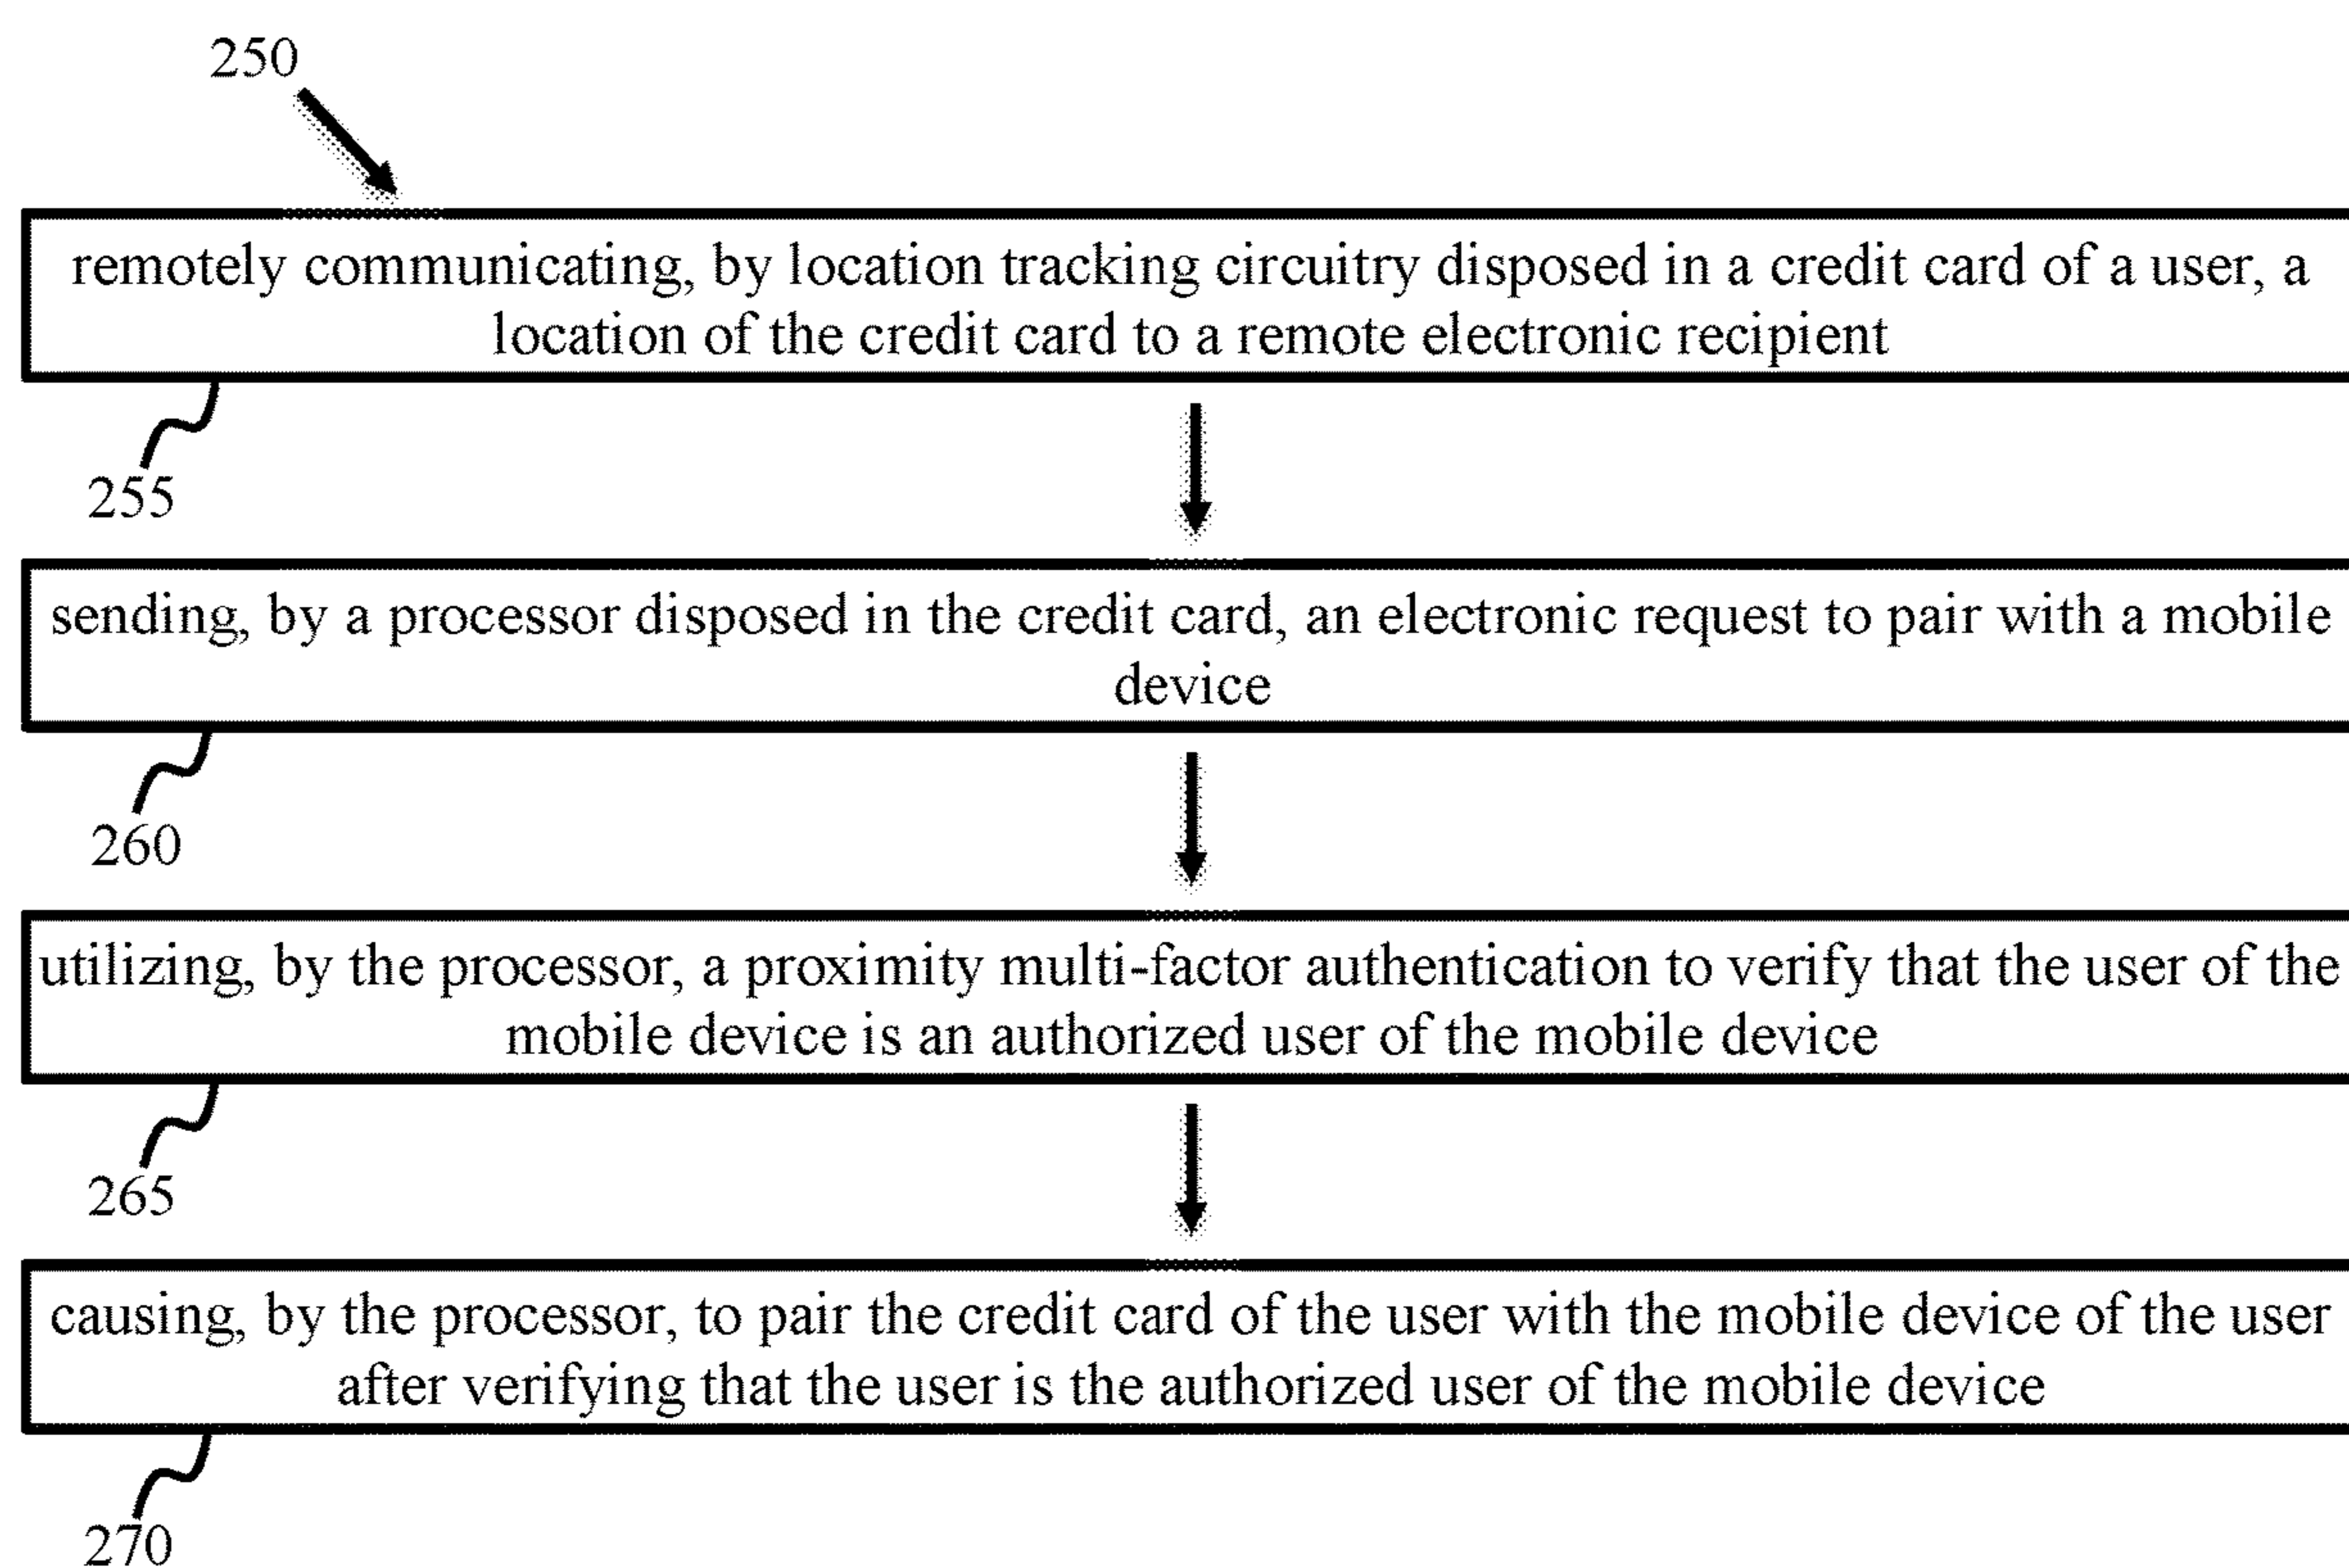 250
remotely communicating, by location tracking circuitry disposed in a credit card of a user, a
location of the credit card to a remote electronic recipient
255
sending, by a processor disposed in the credit card, an electronic request to pair with a mobile
device
260
utilizing, by the processor, a proximity multi-factor authentication to verify that the user of the
mobile device is an authorized user of the mobile device
265
causing, by the processor, to pair the credit card of the user with the mobile device of the user
after verifying that the user is the authorized user of the mobile device
270